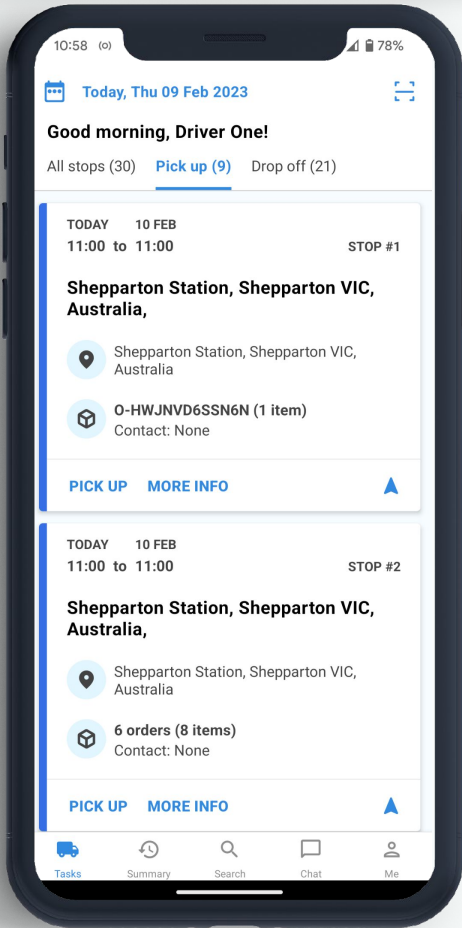 10:58
78%
Today, Thu 09 Feb 2023
Good morning, Driver One!
All stops (30) Pick up (9) Drop off (21)
TODAY 10 FEB
11:00 to 11:00 STOP #1
Shepparton Station, Shepparton VIC,
Australia,
Shepparton Station, Shepparton VIC,
Australia
O-HWJNVD6SSN6N (1 item)
Contact: None
PICK UP MORE INFO
TODAY 10 FEB
11:00 to 11:00 STOP #2
Shepparton Station, Shepparton VIC,
Australia,
Shepparton Station, Shepparton VIC,
Australia
6 orders (8 items)
Contact: None
PICK UP MORE INFO
Tasks Summary Search Chat Me